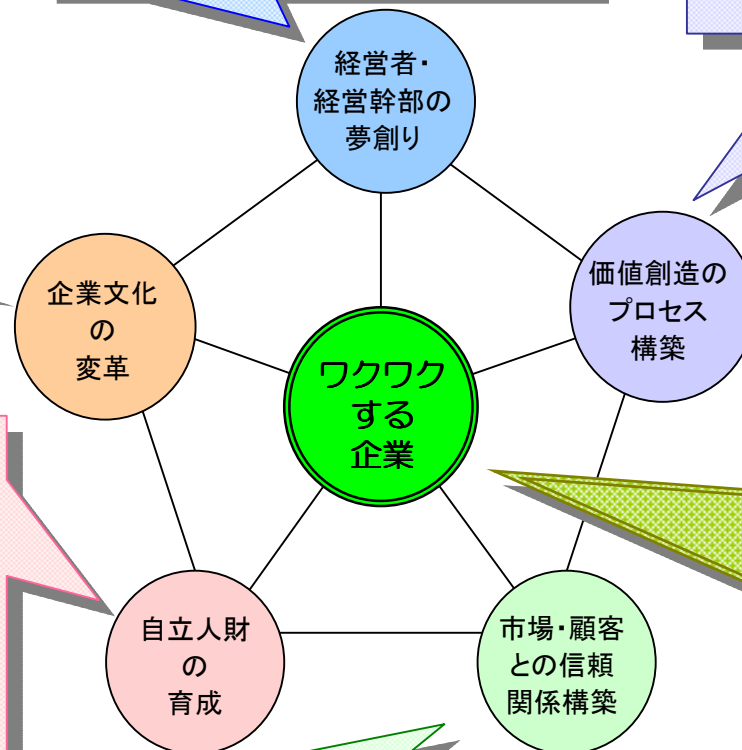 経営者・
経営幹部の
夢創り
価値創造の
プロセス
構築
企業文化
の
変革
ワクワク
する
企業
自立人財
の
育成
市場・顧客
との信頼
関係構築